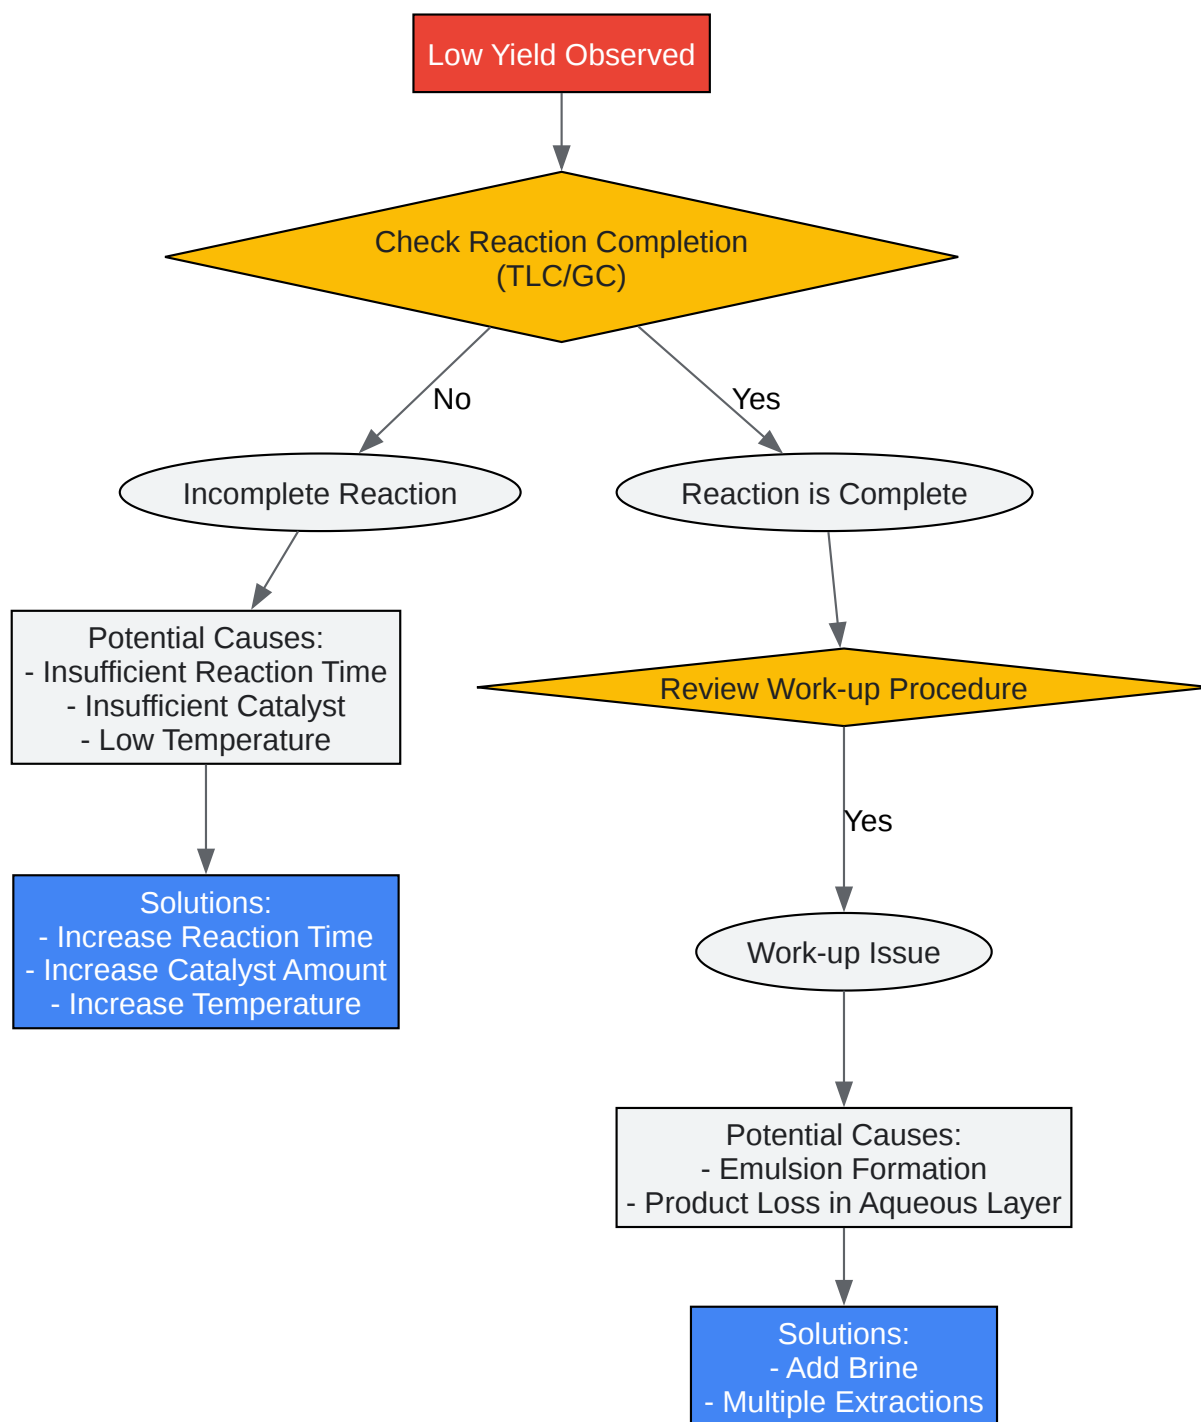 Low Yield Observed
Check Reaction Completion
(TLC/GC)
No
Yes
Incomplete Reaction
Reaction is Complete
Potential Causes:
- Insufficient Reaction Time
- Insufficient Catalyst
- Low Temperature
Review Work-up Procedure
Yes
Solutions:
- Increase Reaction Time
- Increase Catalyst Amount
- Increase Temperature
Work-up Issue
Potential Causes:
- Emulsion Formation
- Product Loss in Aqueous Layer
Solutions:
- Add Brine
- Multiple Extractions